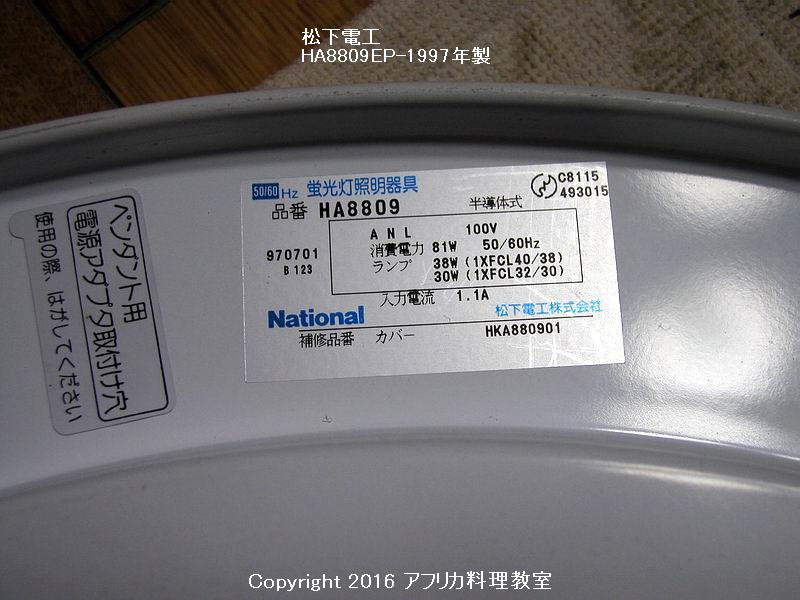 松下電工
HA8809EP-1997年製
50/60 Hz 蛍光灯照明器具
C8115
493015
品番 HA8809
半導体式
970701
B 123
A N L 100V
消費電力 81W 50/60Hz
ランプ 38W (1XFCL40/38)
30W (1XFCL32/30)
入力電流 1.1A
National
松下電工株式会社
補修品番 カバー HKA880901
ペンダント用
電源アダプタ取付け穴
使用の際、はがしてください
Copyright 2016 アフリカ料理教室